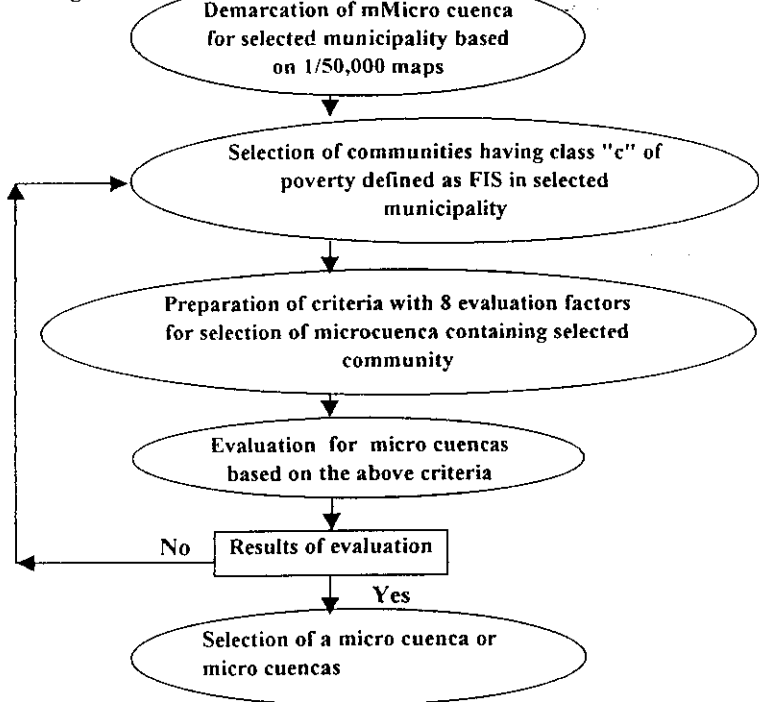 Demarcation of mMicro cuenca
for selected municipality based
on 1/50,000 maps
Selection of communities having class "c" of
poverty defined as FIS in selected
municipality
Preparation of criteria with 8 evaluation factors
for selection of microcuenca containing selected
community
Evaluation for micro cuencas
based on the above criteria
No
Results of evaluation
Yes
Selection of a micro cuenca or
micro cuencas